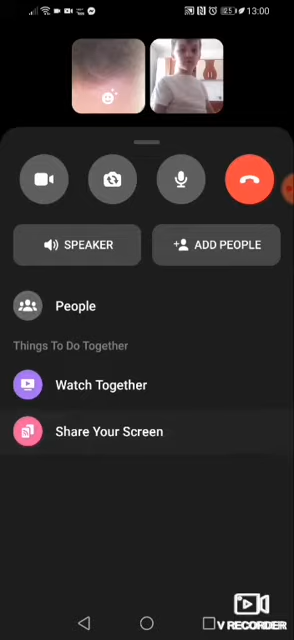 13:00
SPEAKER
ADD PEOPLE
People
Things To Do Together
Watch Together
Share Your Screen
V RECORDER